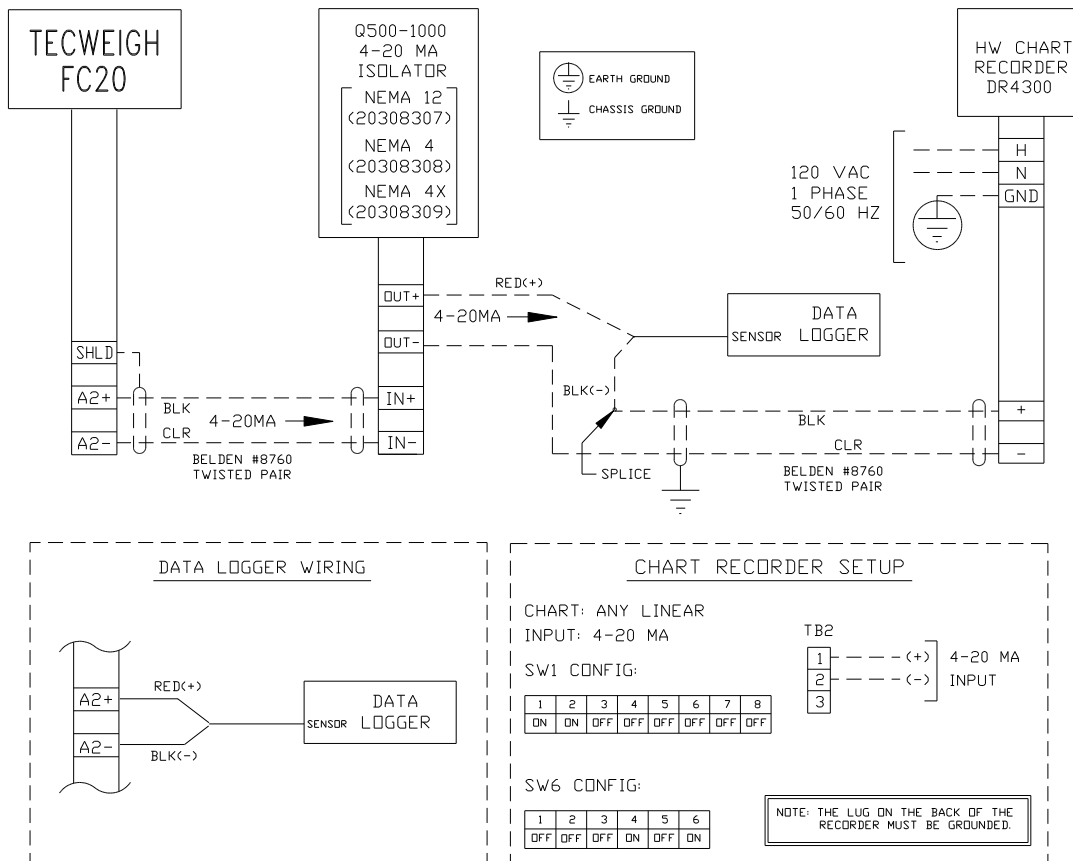 TECWEIGH
FC20
Q500-1000
4-20 MA
ISOLATOR
NEMA 12
(20308307)
NEMA 4
(20308308)
NEMA 4X
(20308309)
EARTH GROUND
CHASSIS GROUND
HW CHART
RECORDER
DR4300
120 VAC
1 PHASE
50/60 HZ
H
N
GND
OUT+
RED(+)
4-20MA
OUT-
SENSOR
DATA
LOGGER
SHLD
A2+
BLK
4-20MA
CLR
A2-
IN+
IN-
BELDEN #8760
TWISTED PAIR
BLK(-)
SPLICE
BLK
CLR
+
-
BELDEN #8760
TWISTED PAIR
DATA LOGGER WIRING
A2+
RED(+)
A2-
BLK(-)
SENSOR
DATA
LOGGER
CHART RECORDER SETUP
CHART: ANY LINEAR
INPUT: 4-20 MA
SW1 CONFIG:
1 2 3 4 5 6 7 8
ON ON OFF OFF OFF OFF OFF OFF
TB2
1 (+)
2 (-)
3
4-20 MA
INPUT
SW6 CONFIG:
1 2 3 4 5 6
OFF OFF OFF ON OFF ON
NOTE: THE LUG ON THE BACK OF THE
RECORDER MUST BE GROUNDED.